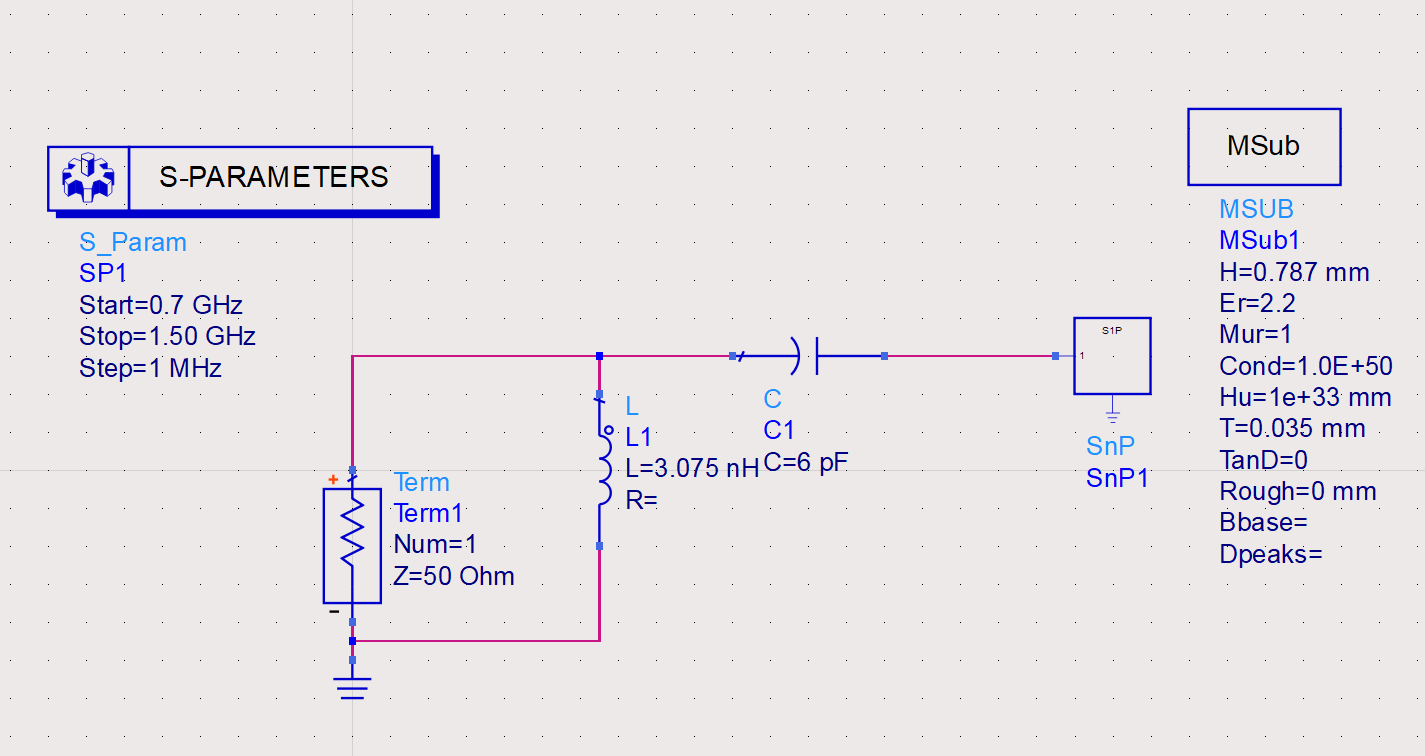 S-PARAMETERS
S_Param
SP1
Start=0.7 GHz
Stop=1.50 GHz
Step=1 MHz
+
Term
Term1
Num=1
Z=50 Ohm
-
L
L1
L=3.075 nH
R=
C
C1
C=6 pF
S1P
1
SnP
SnP1
MSub
MSUB
MSub1
H=0.787 mm
Er=2.2
Mur=1
Cond=1.0E+50
Hu=1e+33 mm
T=0.035 mm
TanD=0
Rough=0 mm
Bbase=
Dpeaks=